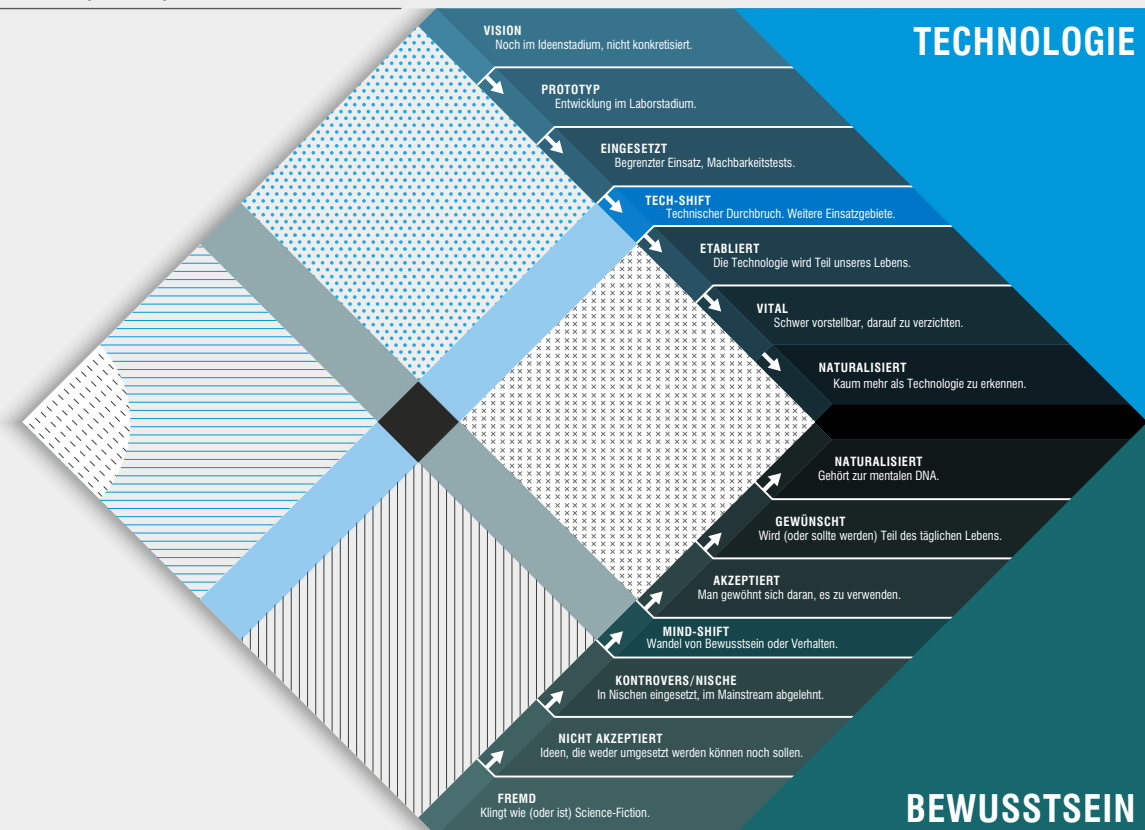 TECHNOLOGIE
VISION
Noch im Ideenstadium, nicht konkretisiert.
PROTOTYP
Entwicklung im Laborstadium.
EINGESETZT
Begrenzter Einsatz, Machbarkeitstests.
TECH-SHIFT
Technischer Durchbruch. Weitere Einsatzgebiete.
ETABLIERT
Die Technologie wird Teil unseres Lebens.
VITAL
Schwer vorstellbar, darauf zu verzichten.
NATURALISIERT
Kaum mehr als Technologie zu erkennen.
NATURALISIERT
Gehört zur mentalen DNA.
GEWÜNSCHT
Wird (oder sollte werden) Teil des täglichen Lebens.
AKZEPTIERT
Man gewöhnt sich daran, es zu verwenden.
MIND-SHIFT
Wandel von Bewusstsein oder Verhalten.
KONTROVERS/NISCHE
In Nischen eingesetzt, im Mainstream abgelehnt.
NICHT AKZEPTIERT
Ideen, die weder umgesetzt werden können noch sollen.
FREMD
Klingt wie (oder ist) Science-Fiction.
BEWUSSTSEIN